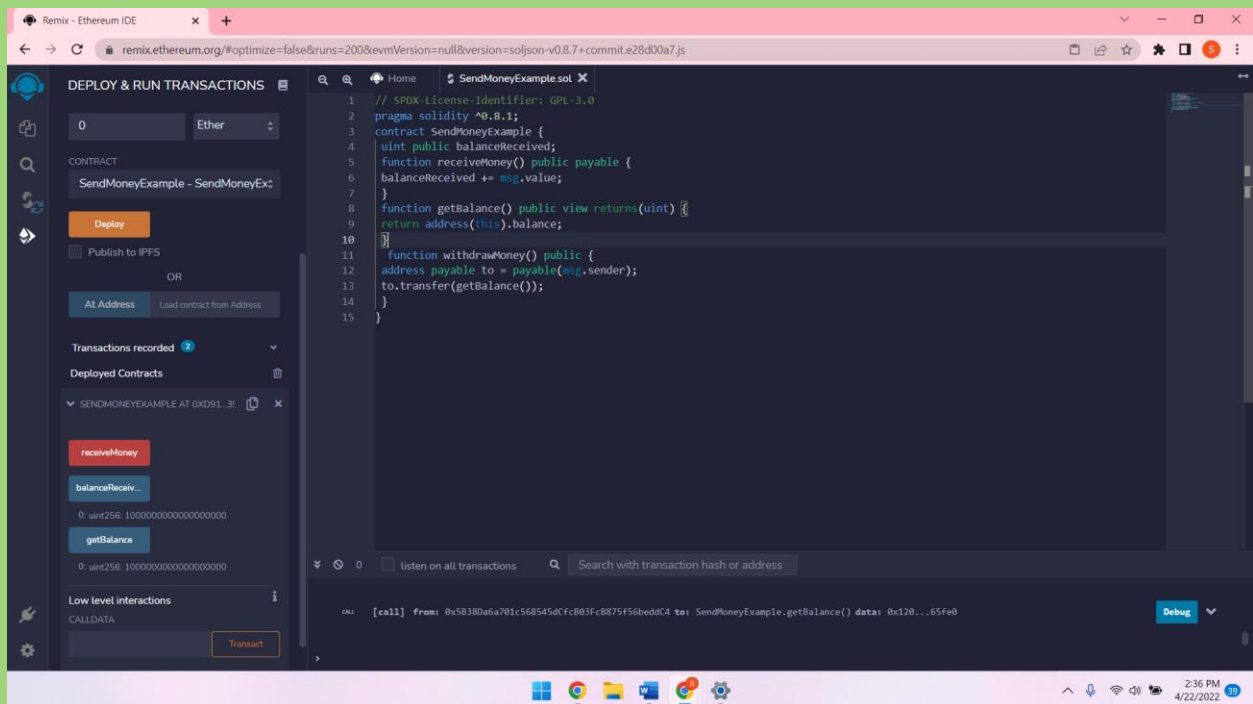 Remix - Ethereum IDE
remix.ethereum.org/#optimize=false&runs=200&evmVersion=null&version=soljson-v0.8.7+commit.e28d00a7.js
S
DEPLOY & RUN TRANSACTIONS
0 Ether
CONTRACT
SendMoneyExample - SendMoneyEx
Deploy
Publish to IPFS
OR
At Address Load contract from Address
Transactions recorded 2
Deployed Contracts
SENDMONEYEXAMPLE AT 0XD91...3
receiveMoney
balanceReceiv...
0: uint256: 1000000000000000000
getBalance
0: uint256: 1000000000000000000
Low level interactions i
CALLDATA
Transact
Home SendMoneyExample.sol
1 // SPDX-License-Identifier: GPL-3.0
2 pragma solidity ^0.8.1;
3 contract SendMoneyExample {
4 uint public balanceReceived;
5 function receiveMoney() public payable {
6 balanceReceived += msg.value;
7 }
8 function getBalance() public view returns(uint) {
9 return address(this).balance;
10 }
11 function withdrawMoney() public {
12 address payable to = payable(msg.sender);
13 to.transfer(getBalance());
14 }
15 }
0 listen on all transactions Search with transaction hash or address
CALL [call] from: 0x5B38Da6a701c568545dCfcB03FcB875f56beddC4 to: SendMoneyExample.getBalance() data: 0x120...65fe0 Debug
>
2:36 PM
4/22/2022 39